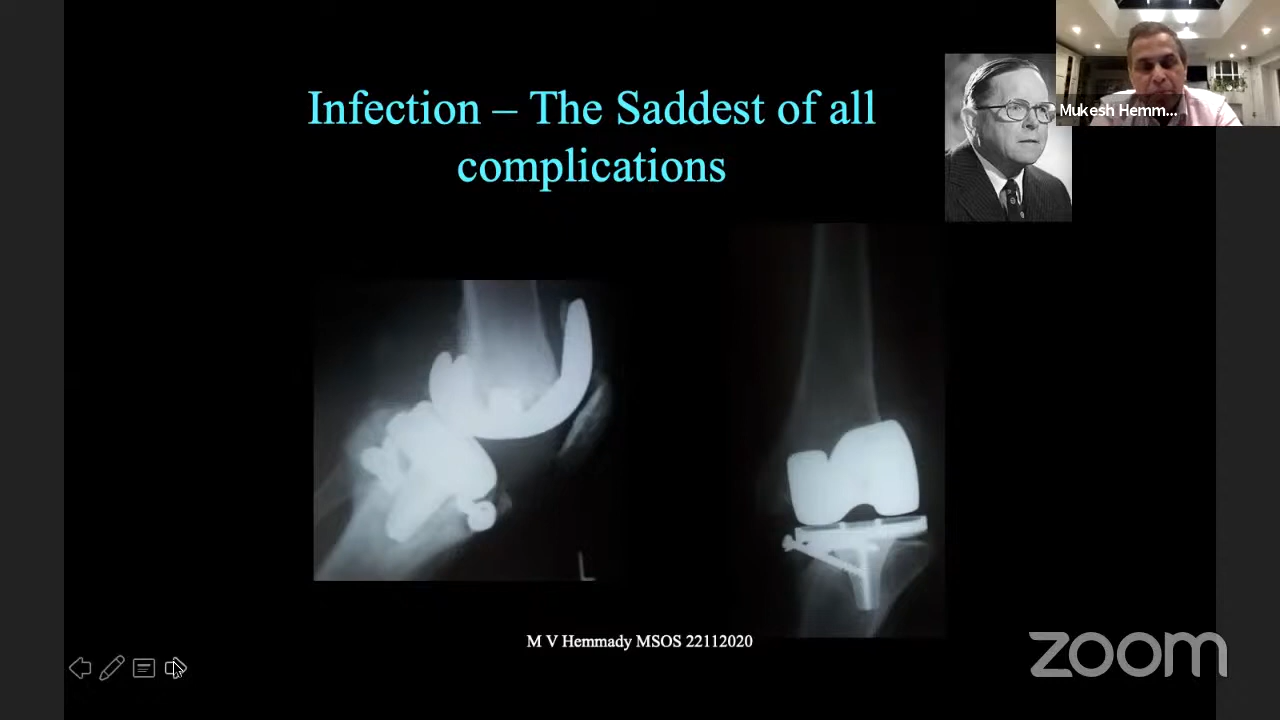 Infection – The Saddest of all
complications
Mukesh Hemm...
L
M V Hemmady MSOS 22112020
zoom